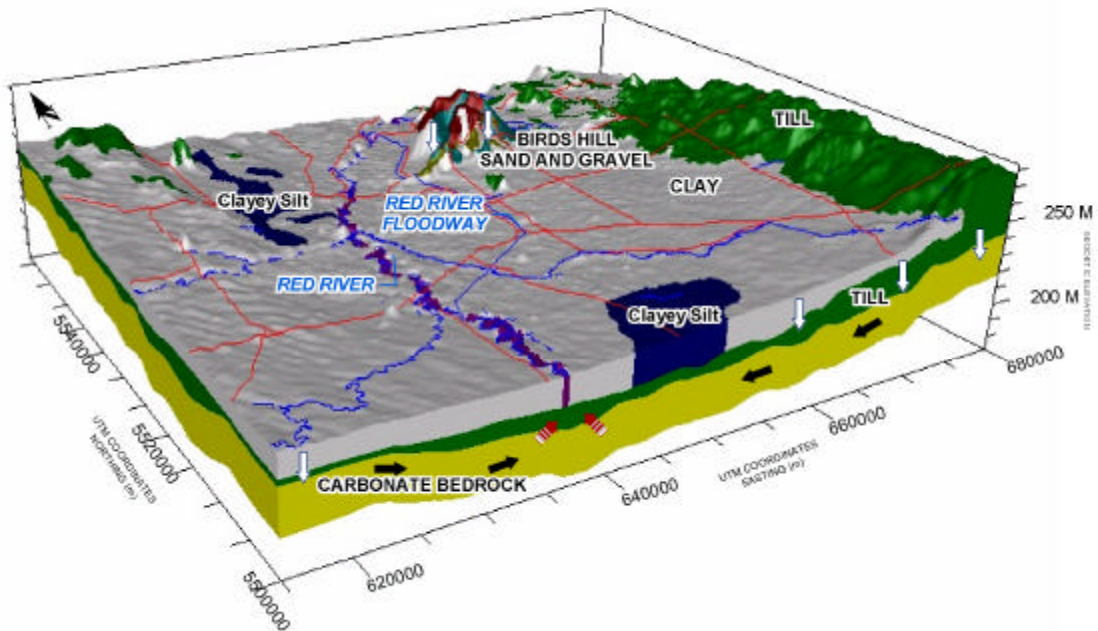 TILL
BIRDS HILL
SAND AND GRAVEL
CLAY
Clayey Silt
RED RIVER
FLOODWAY
RED RIVER
250 M
200 M
TILL
Clayey Silt
CARBONATE BEDROCK
5540000
5520000
5500000
UTM COORDINATES
NORTHING (m)
620000
640000
660000
680000
UTM COORDINATES
EASTING (m)